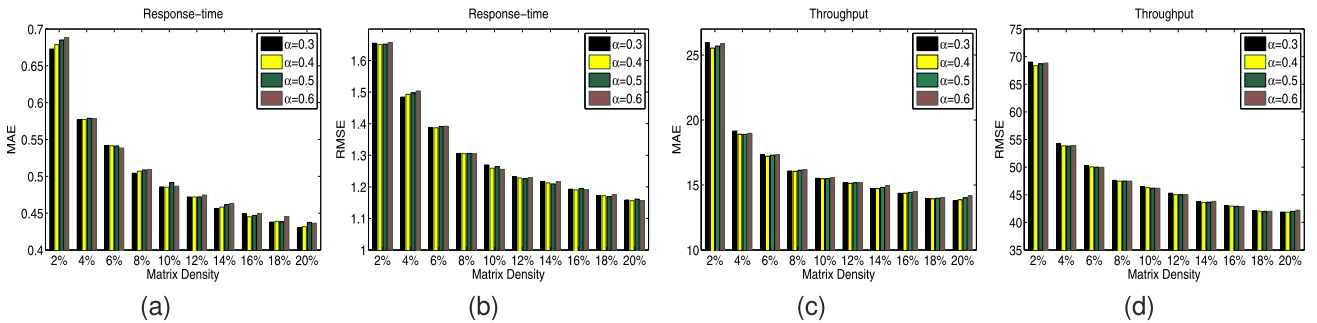 Response−time
0.7
0.65
0.6
0.55
0.5
0.45
0.4
MAE
α=0.3
α=0.4
α=0.5
α=0.6
2% 4% 6% 8% 10% 12% 14% 16% 18% 20%
Matrix Density
(a)
Response−time
1.6
1.5
1.4
1.3
1.2
1.1
1
RMSE
α=0.3
α=0.4
α=0.5
α=0.6
2% 4% 6% 8% 10% 12% 14% 16% 18% 20%
Matrix Density
(b)
Throughput
25
20
15
10
MAE
α=0.3
α=0.4
α=0.5
α=0.6
2% 4% 6% 8% 10% 12% 14% 16% 18% 20%
Matrix Density
(c)
Throughput
75
70
65
60
55
50
45
40
35
RMSE
α=0.3
α=0.4
α=0.5
α=0.6
2% 4% 6% 8% 10% 12% 14% 16% 18% 20%
Matrix Density
(d)